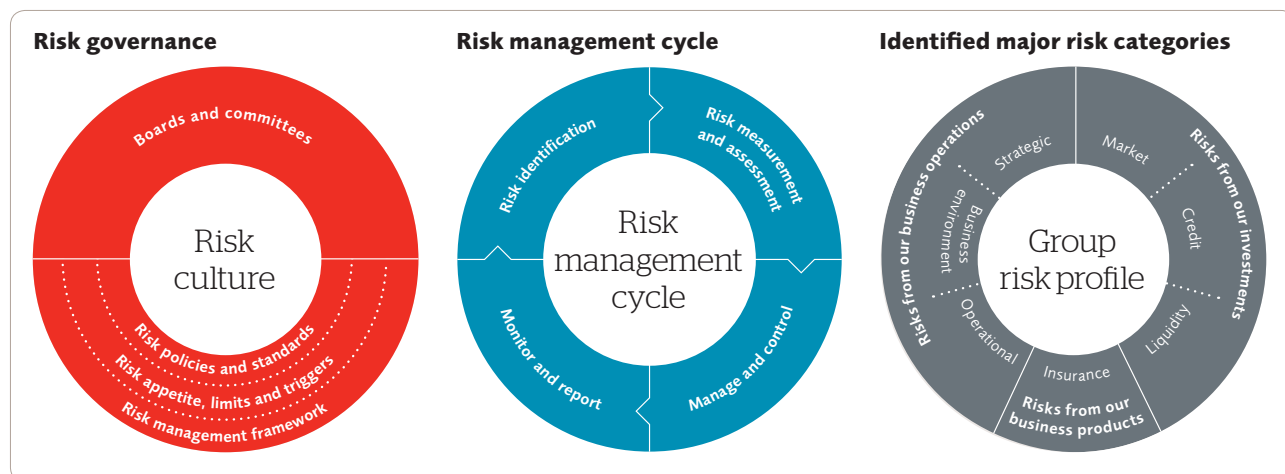 Risk governance
Boards and committees
Risk
culture
Risk policies and standards
Risk appetite, limits and triggers
Risk management framework
Risk management cycle
Risk identification
Risk measurement
and assessment
Risk
management
cycle
Monitor and report
Manage and control
Identified major risk categories
Risks from our business operations
Strategic
Business
environment
Operational
Market
Credit
Liquidity
Risks from our investments
Group
risk profile
Insurance
Risks from our
business products